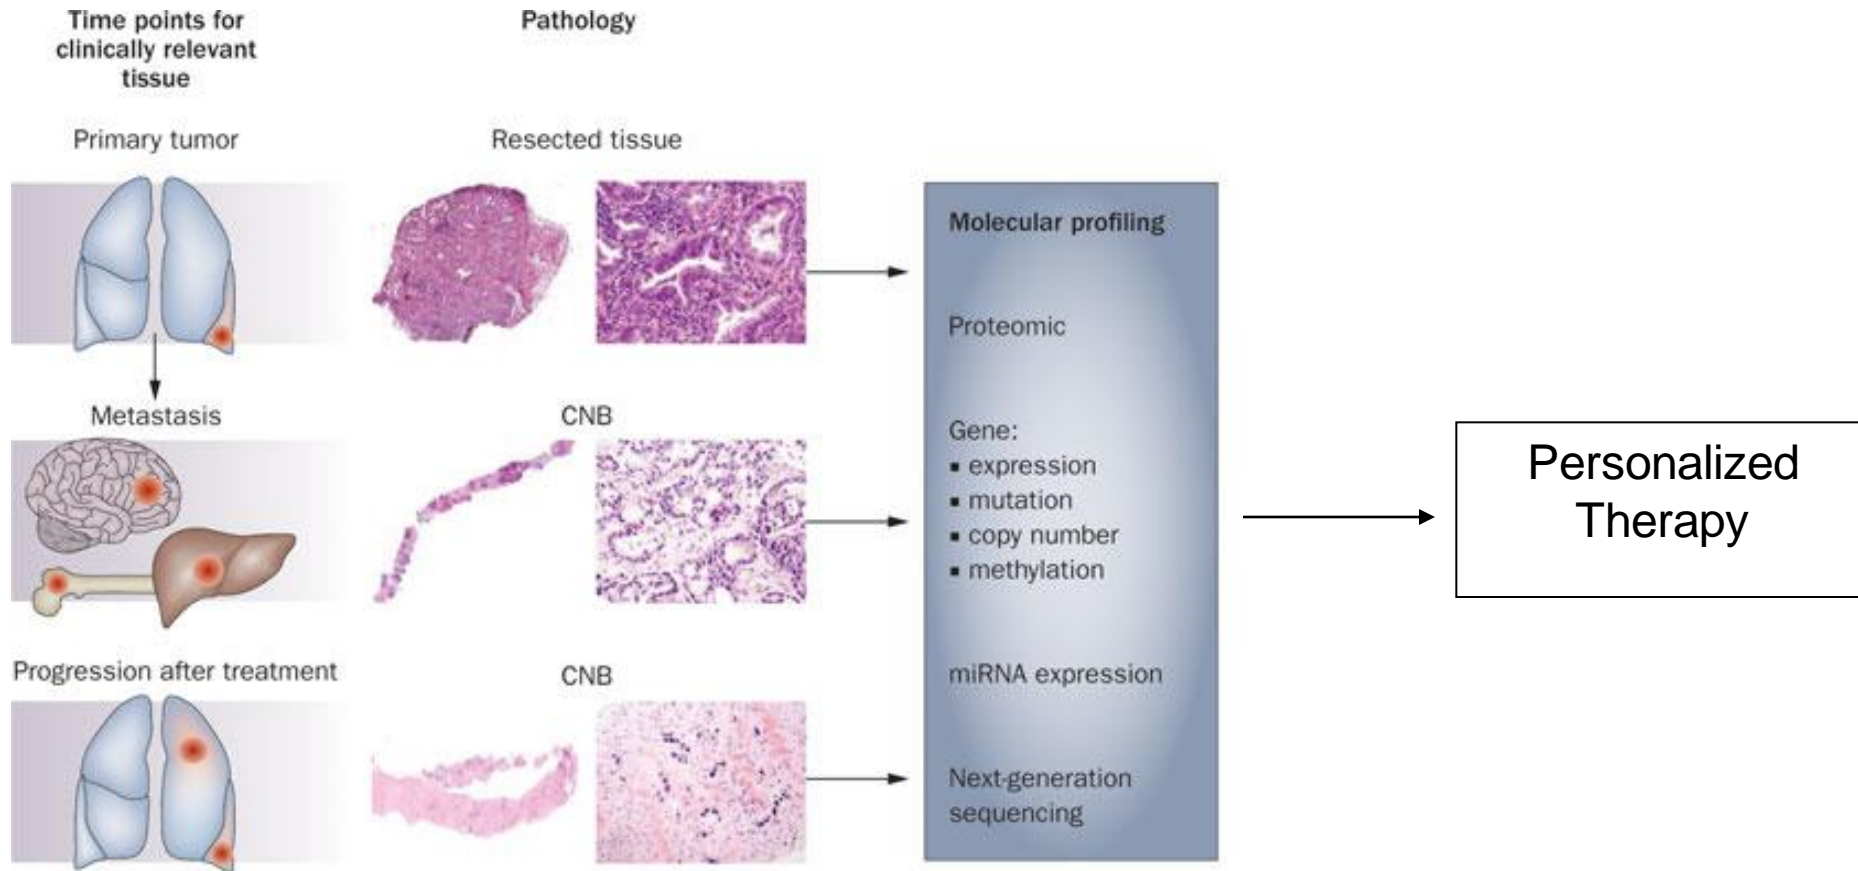 Time points for
clinically relevant
tissue
Pathology
Primary tumor
Resected tissue
Metastasis
CNB
Progression after treatment
CNB
Molecular profiling
Proteomic
Gene:
▪ expression
▪ mutation
▪ copy number
▪ methylation
miRNA expression
Next-generation
sequencing
Personalized
Therapy